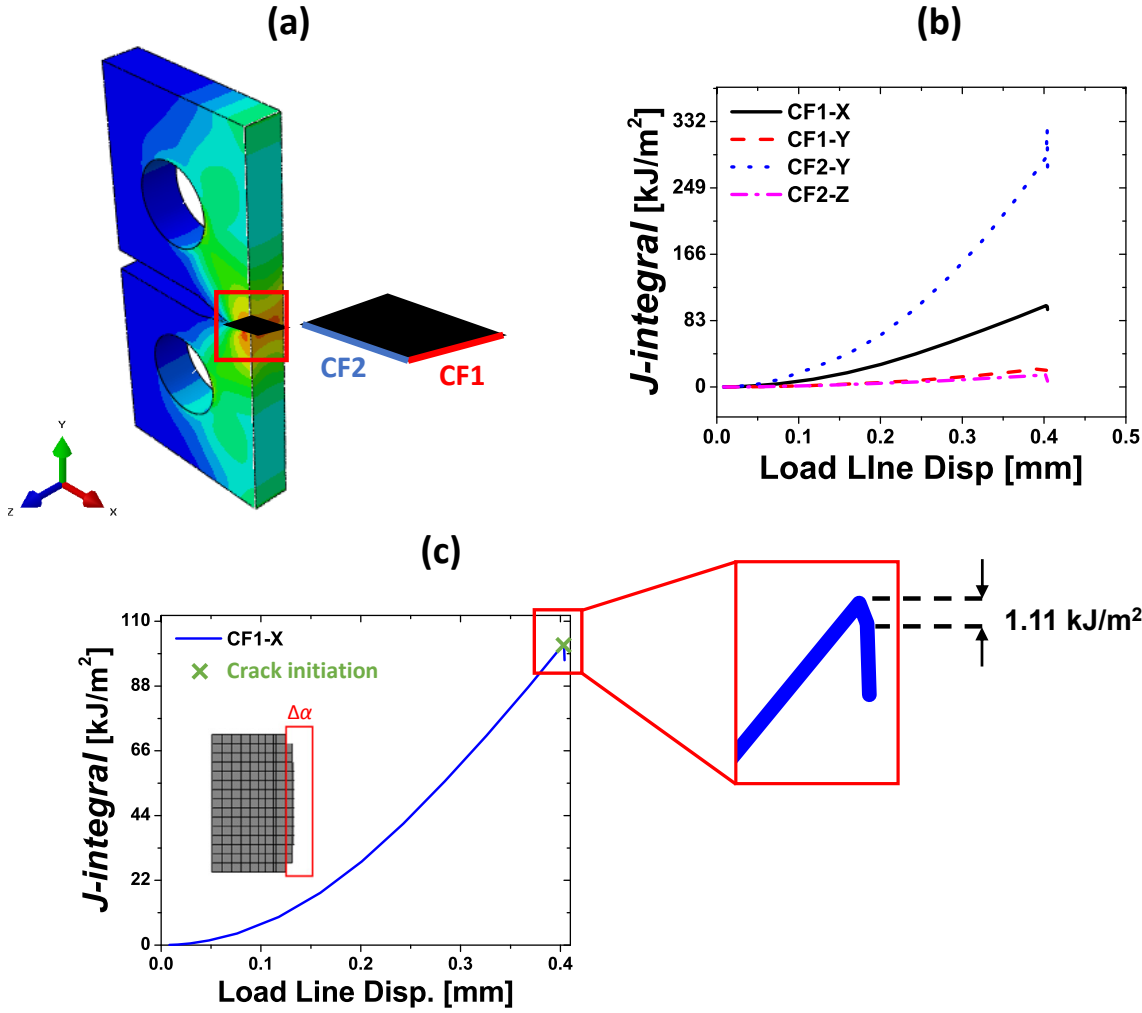 (a)
CF2
CF1
Y
Z
X
(b)
CF1-X
CF1-Y
CF2-Y
CF2-Z
J-integral [kJ/m²]
332
249
166
83
0
0.0 0.1 0.2 0.3 0.4 0.5
Load LIne Disp [mm]
(c)
CF1-X
Crack initiation
Δα
J-integral [kJ/m²]
110
88
66
44
22
0
0.0 0.1 0.2 0.3 0.4
Load Line Disp. [mm]
1.11 kJ/m²